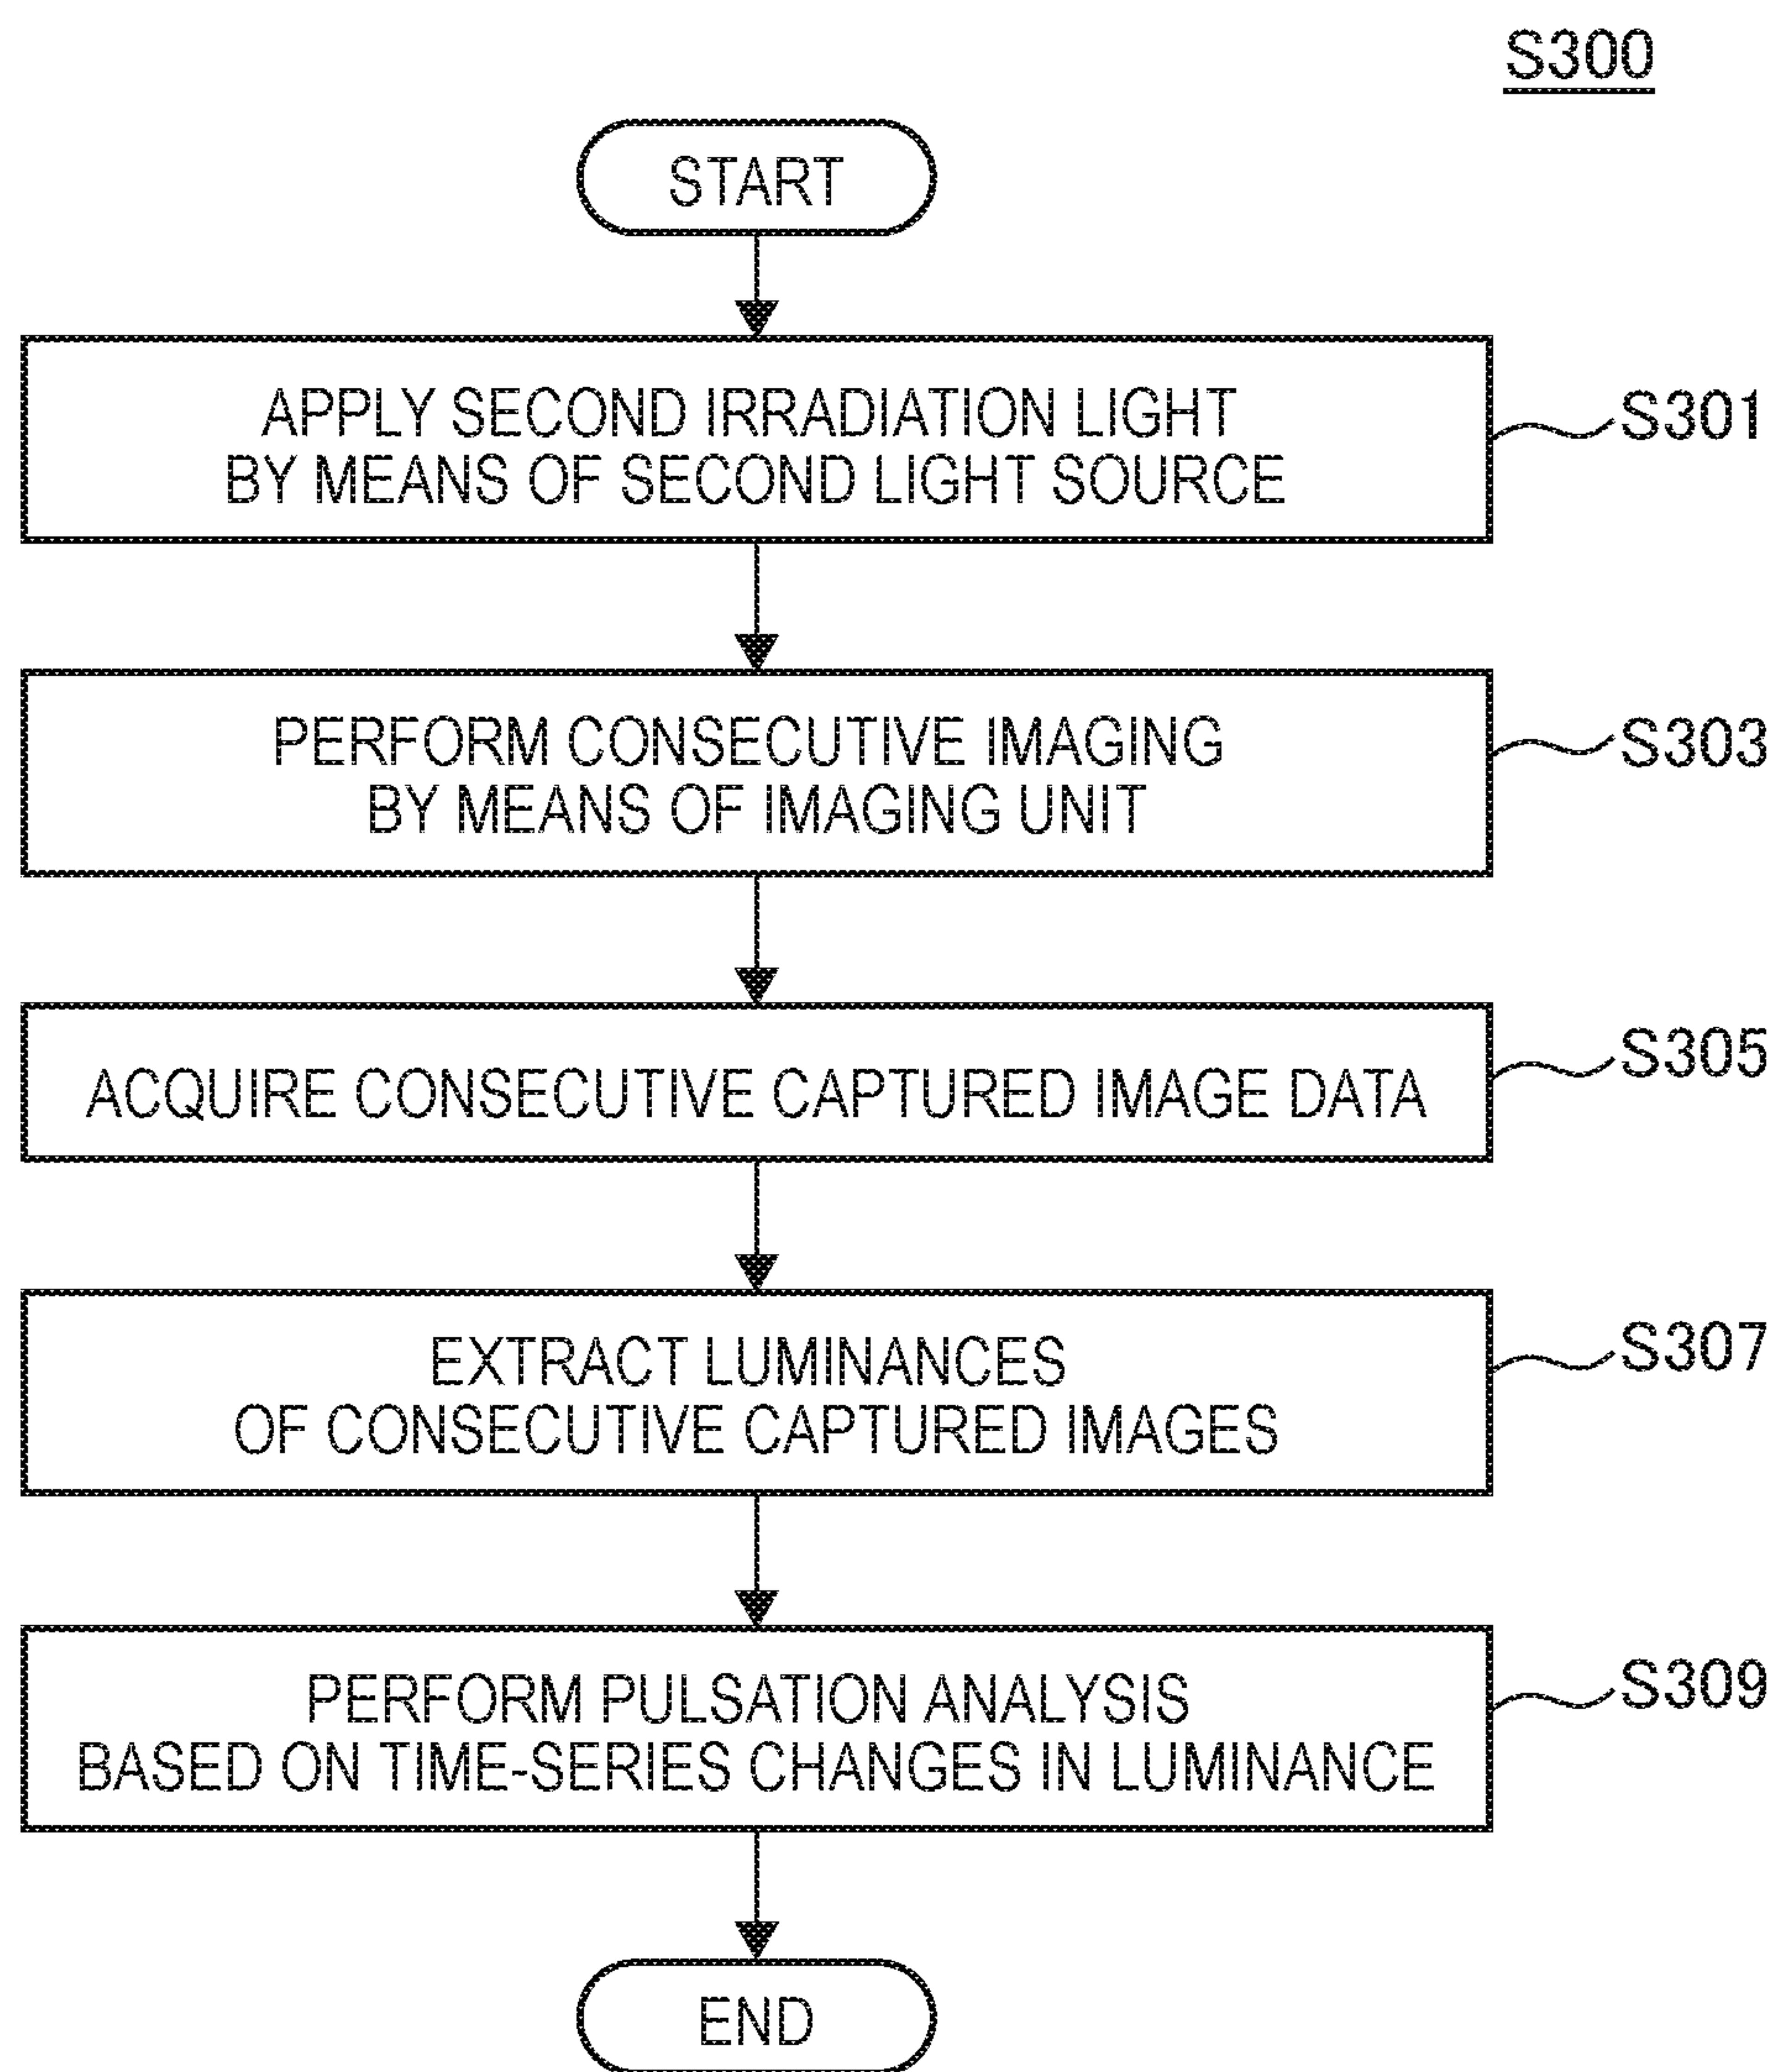 S300
START
APPLY SECOND IRRADIATION LIGHT
BY MEANS OF SECOND LIGHT SOURCE
S301
PERFORM CONSECUTIVE IMAGING
BY MEANS OF IMAGING UNIT
S303
ACQUIRE CONSECUTIVE CAPTURED IMAGE DATA
S305
EXTRACT LUMINANCES
OF CONSECUTIVE CAPTURED IMAGES
S307
PERFORM PULSATION ANALYSIS
BASED ON TIME-SERIES CHANGES IN LUMINANCE
S309
END